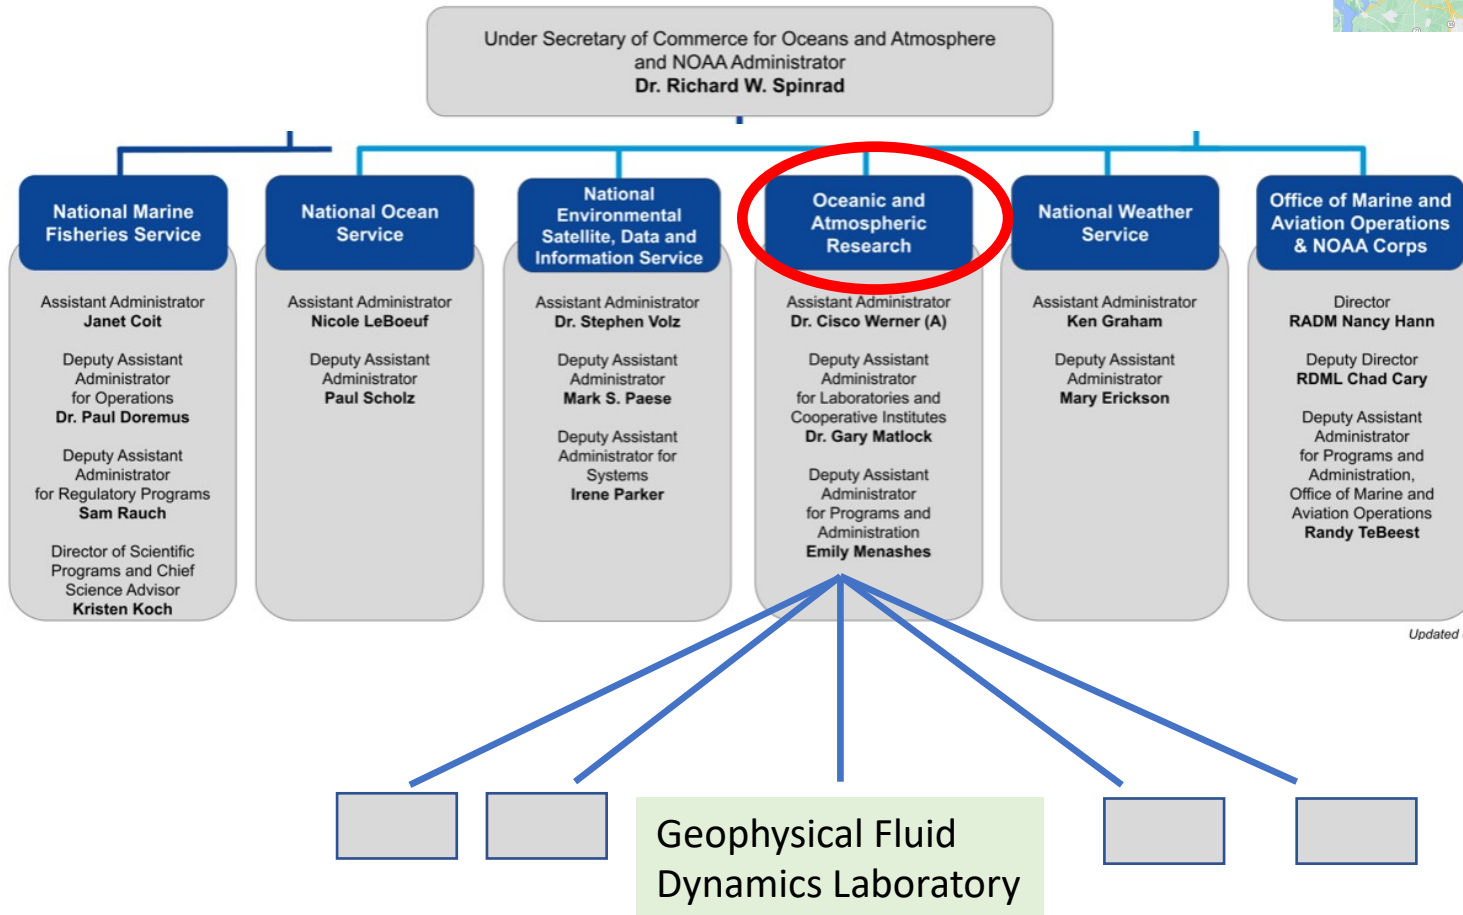 Under Secretary of Commerce for Oceans and Atmosphere
and NOAA Administrator
Dr. Richard W. Spinrad
National Marine
Fisheries Service
Assistant Administrator
Janet Coit
Deputy Assistant
Administrator
for Operations
Dr. Paul Doremus
Deputy Assistant
Administrator
for Regulatory Programs
Sam Rauch
Director of Scientific
Programs and Chief
Science Advisor
Kristen Koch
National Ocean
Service
Assistant Administrator
Nicole LeBoeuf
Deputy Assistant
Administrator
Paul Scholz
National
Environmental
Satellite, Data and
Information Service
Assistant Administrator
Dr. Stephen Volz
Deputy Assistant
Administrator
Mark S. Paese
Deputy Assistant
Administrator for
Systems
Irene Parker
Oceanic and
Atmospheric
Research
Assistant Administrator
Dr. Cisco Werner (A)
Deputy Assistant
Administrator
for Laboratories and
Cooperative Institutes
Dr. Gary Matlock
Deputy Assistant
Administrator
for Programs and
Administration
Emily Menashes
National Weather
Service
Assistant Administrator
Ken Graham
Deputy Assistant
Administrator
Mary Erickson
Office of Marine and
Aviation Operations
& NOAA Corps
Director
RADM Nancy Hann
Deputy Director
RDML Chad Cary
Deputy Assistant
Administrator
for Programs and
Administration,
Office of Marine and
Aviation Operations
Randy TeBeest
Updated
Geophysical Fluid
Dynamics Laboratory